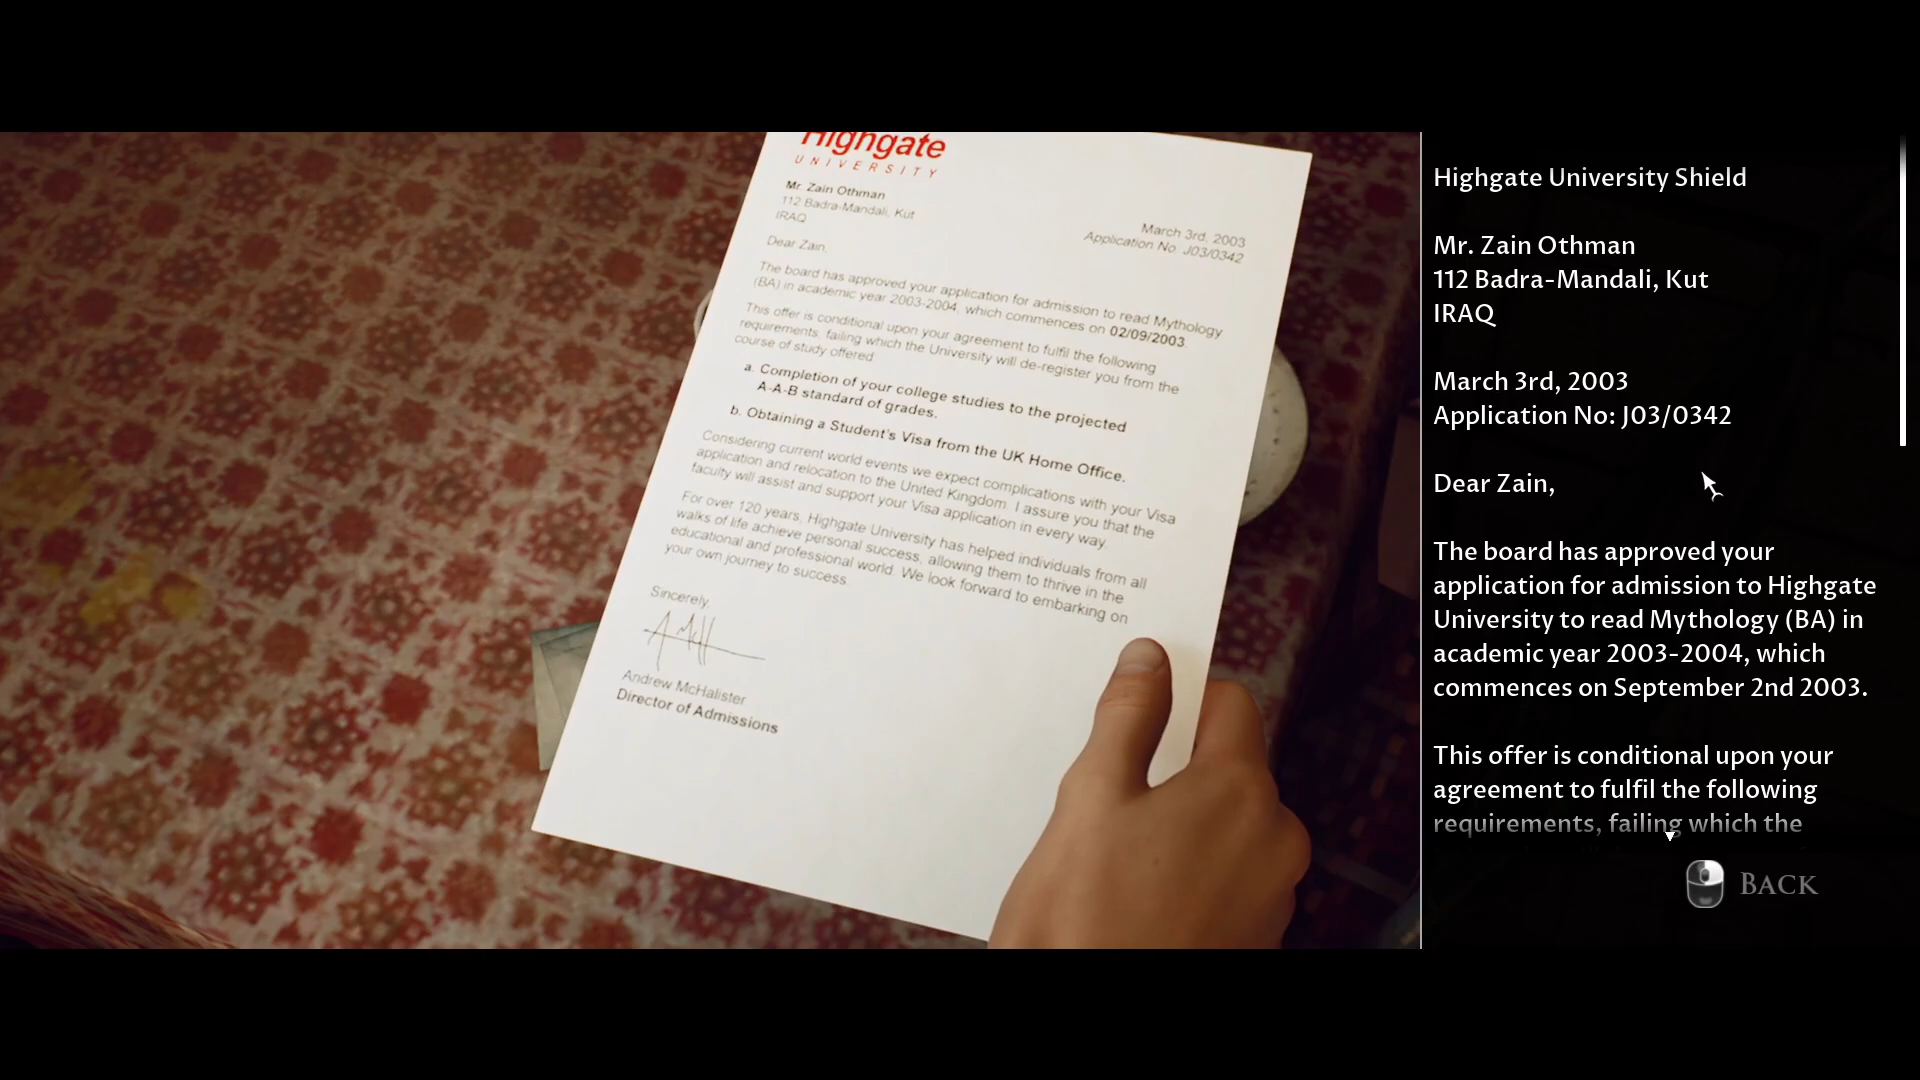 Highgate
UNIVERSITY
Mr. Zain Othman
112 Badra-Mandali, Kut
IRAQ
March 3rd, 2003
Application No. J03/0342
Dear Zain,
The board has approved your application for admission to read Mythology
(BA) in academic year 2003-2004, which commences on 02/09/2003.
This offer is conditional upon your agreement to fulfil the following
requirements, failing which the University will de-register you from the
course of study offered
a. Completion of your college studies to the projected
A-A-B standard of grades.
b. Obtaining a Student's Visa from the UK Home Office.
Considering current world events we expect complications with your Visa
application and relocation to the United Kingdom. I assure you that the
faculty will assist and support your Visa application in every way.
For over 120 years, Highgate University has helped individuals from all
walks of life achieve personal success, allowing them to thrive in the
educational and professional world. We look forward to embarking on
your own journey to success
Sincerely,
Andrew McHalister
Director of Admissions
Highgate University Shield
Mr. Zain Othman
112 Badra-Mandali, Kut
IRAQ
March 3rd, 2003
Application No: J03/0342
Dear Zain,
The board has approved your
application for admission to Highgate
University to read Mythology (BA) in
academic year 2003-2004, which
commences on September 2nd 2003.
This offer is conditional upon your
agreement to fulfil the following
requirements, failing which the
BACK